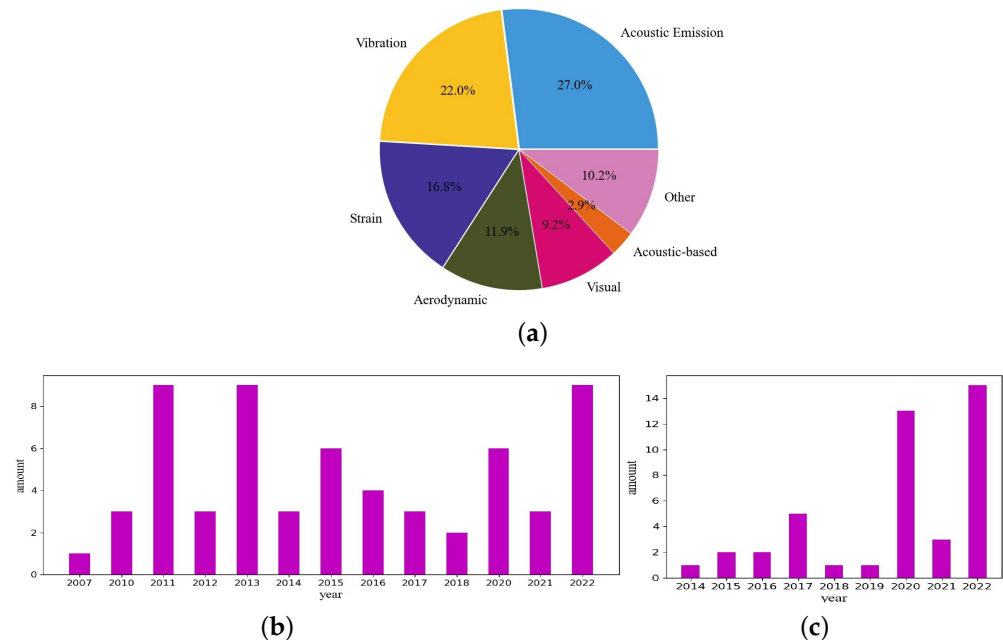 Acoustic Emission
Vibration
27.0%
22.0%
16.8%
10.2%
Other
2.9%
Strain
11.9%
9.2%
Acoustic-based
Visual
Aerodynamic
(a)
amount
8
6
4
2
0
2007 2010 2011 2012 2013 2014 2015 2016 2017 2018 2020 2021 2022
year
(b)
amount
14
12
10
8
6
4
2
0
2014 2015 2016 2017 2018 2019 2020 2021 2022
year
(c)